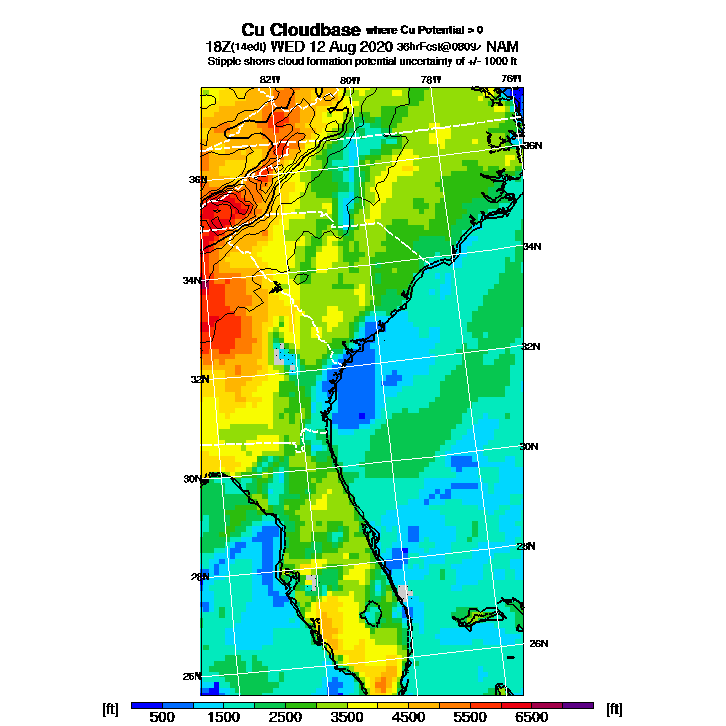 Cu Cloudbase where Cu Potential > 0
18Z(14edt) WED 12 Aug 2020 36hrFcst@0809z NAM
Stipple shows cloud formation potential uncertainty of +/- 1000 ft
82W 80W 78W 76W
36N
36N
34N
34N
32N
32N
30N
30N
28N
28N
26N
26N
[ft] 500 1500 2500 3500 4500 5500 6500 [ft]